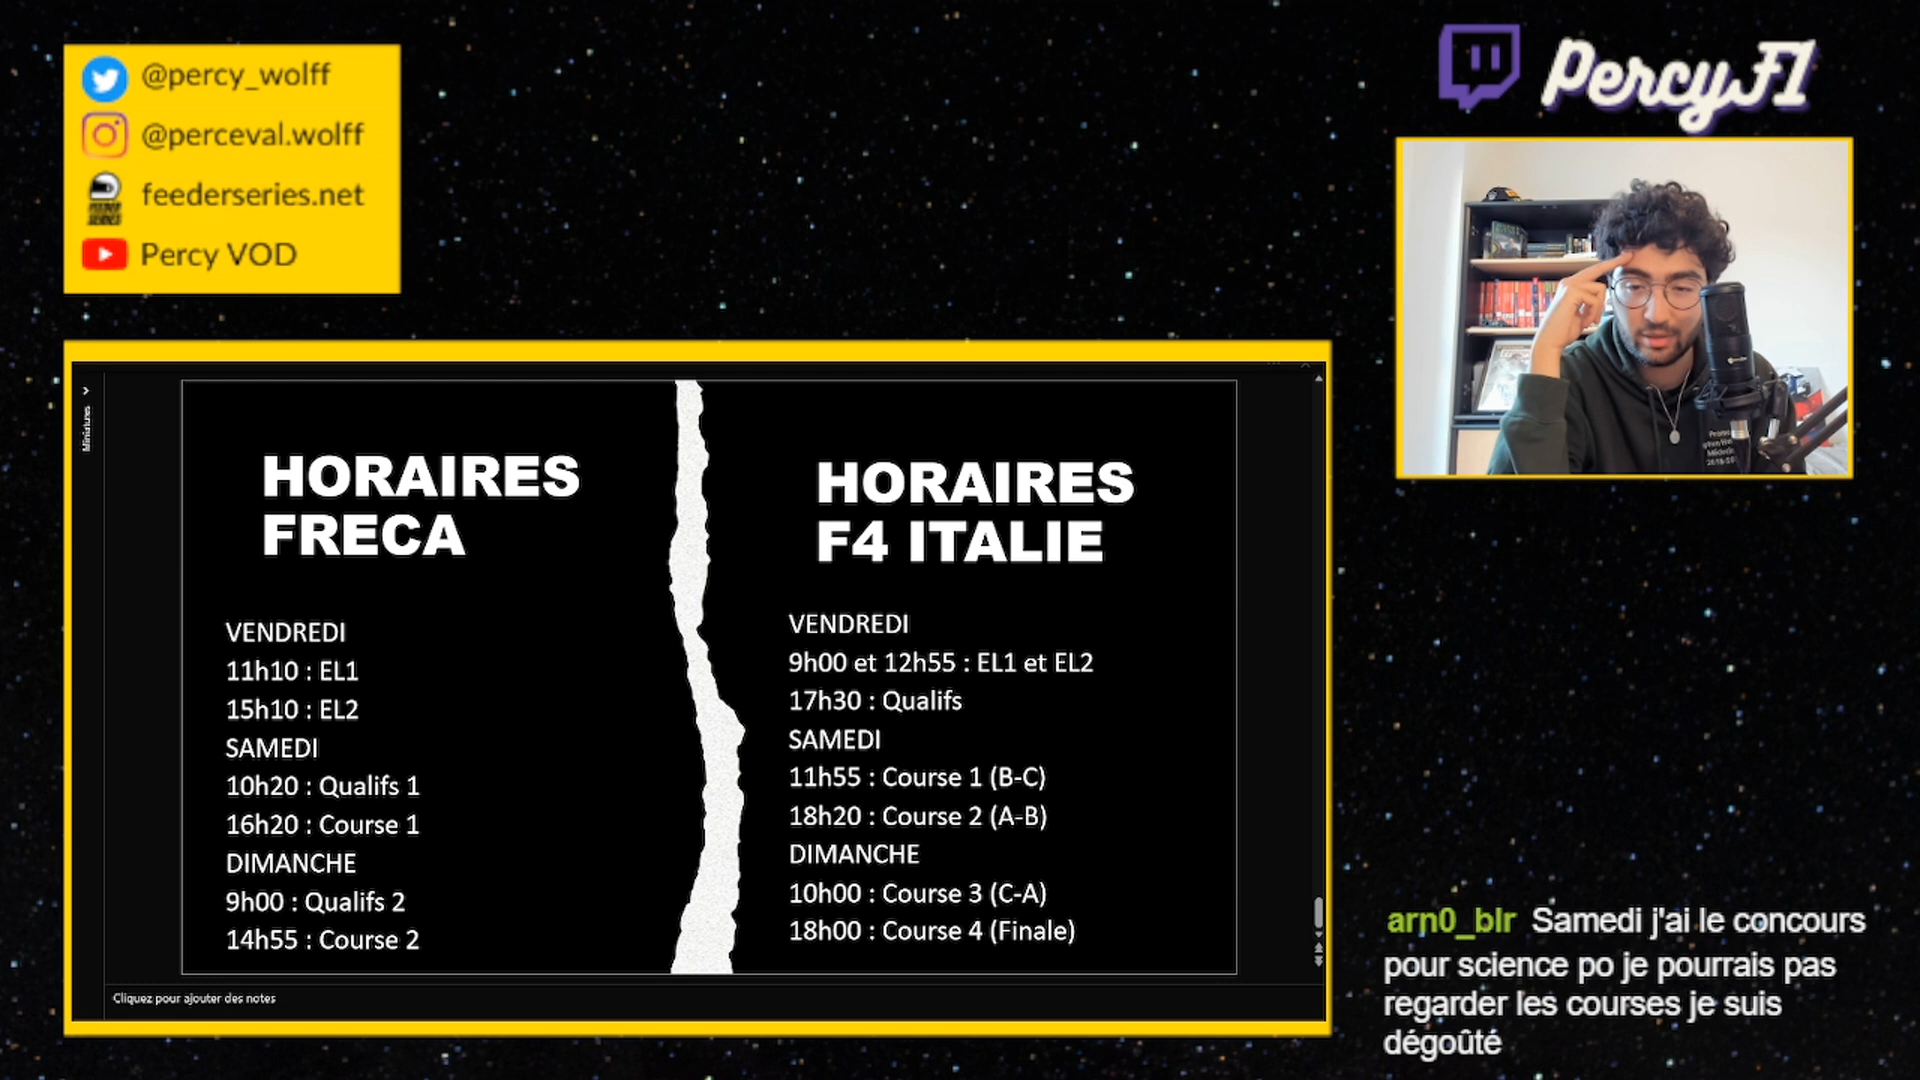 @percy_wolff
@perceval.wolff
feederseries.net
Percy VOD
PercyF1
Miniatures
HORAIRES
FRECA
VENDREDI
11h10 : EL1
15h10 : EL2
SAMEDI
10h20 : Qualifs 1
16h20 : Course 1
DIMANCHE
9h00 : Qualifs 2
14h55 : Course 2
HORAIRES
F4 ITALIE
VENDREDI
9h00 et 12h55 : EL1 et EL2
17h30 : Qualifs
SAMEDI
11h55 : Course 1 (B-C)
18h20 : Course 2 (A-B)
DIMANCHE
10h00 : Course 3 (C-A)
18h00 : Course 4 (Finale)
Cliquez pour ajouter des notes
arn0_blr Samedi j'ai le concours
pour science po je pourrais pas
regarder les courses je suis
dégoûté